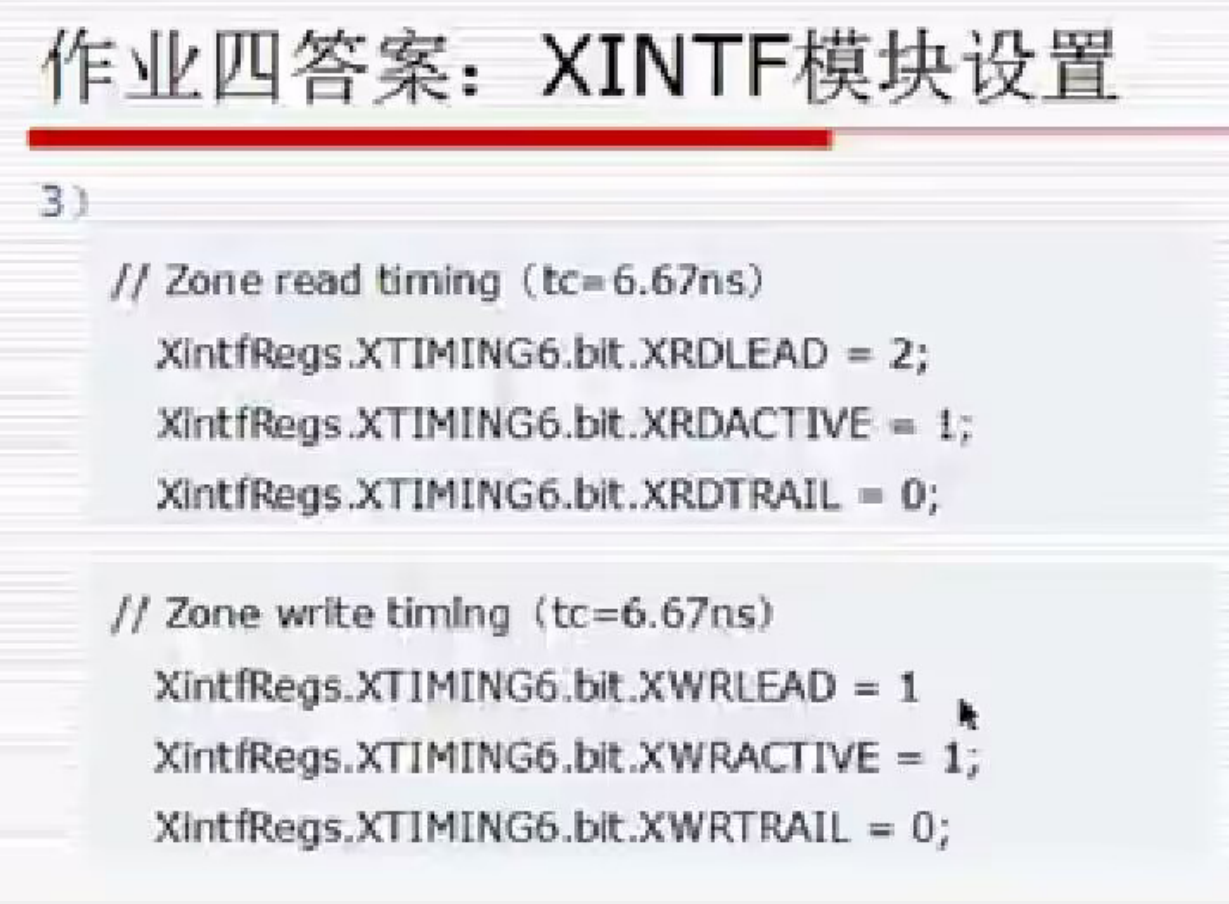 作业四答案：XINTF模块设置
3）
// Zone read timing（tc=6.67ns）
XintfRegs.XTIMING6.bit.XRDLEAD = 2;
XintfRegs.XTIMING6.bit.XRDACTIVE = 1;
XintfRegs.XTIMING6.bit.XRDTRAIL = 0;
// Zone write timing（tc=6.67ns）
XintfRegs.XTIMING6.bit.XWRLEAD = 1
XintfRegs.XTIMING6.bit.XWRACTIVE = 1;
XintfRegs.XTIMING6.bit.XWRTRAIL = 0;